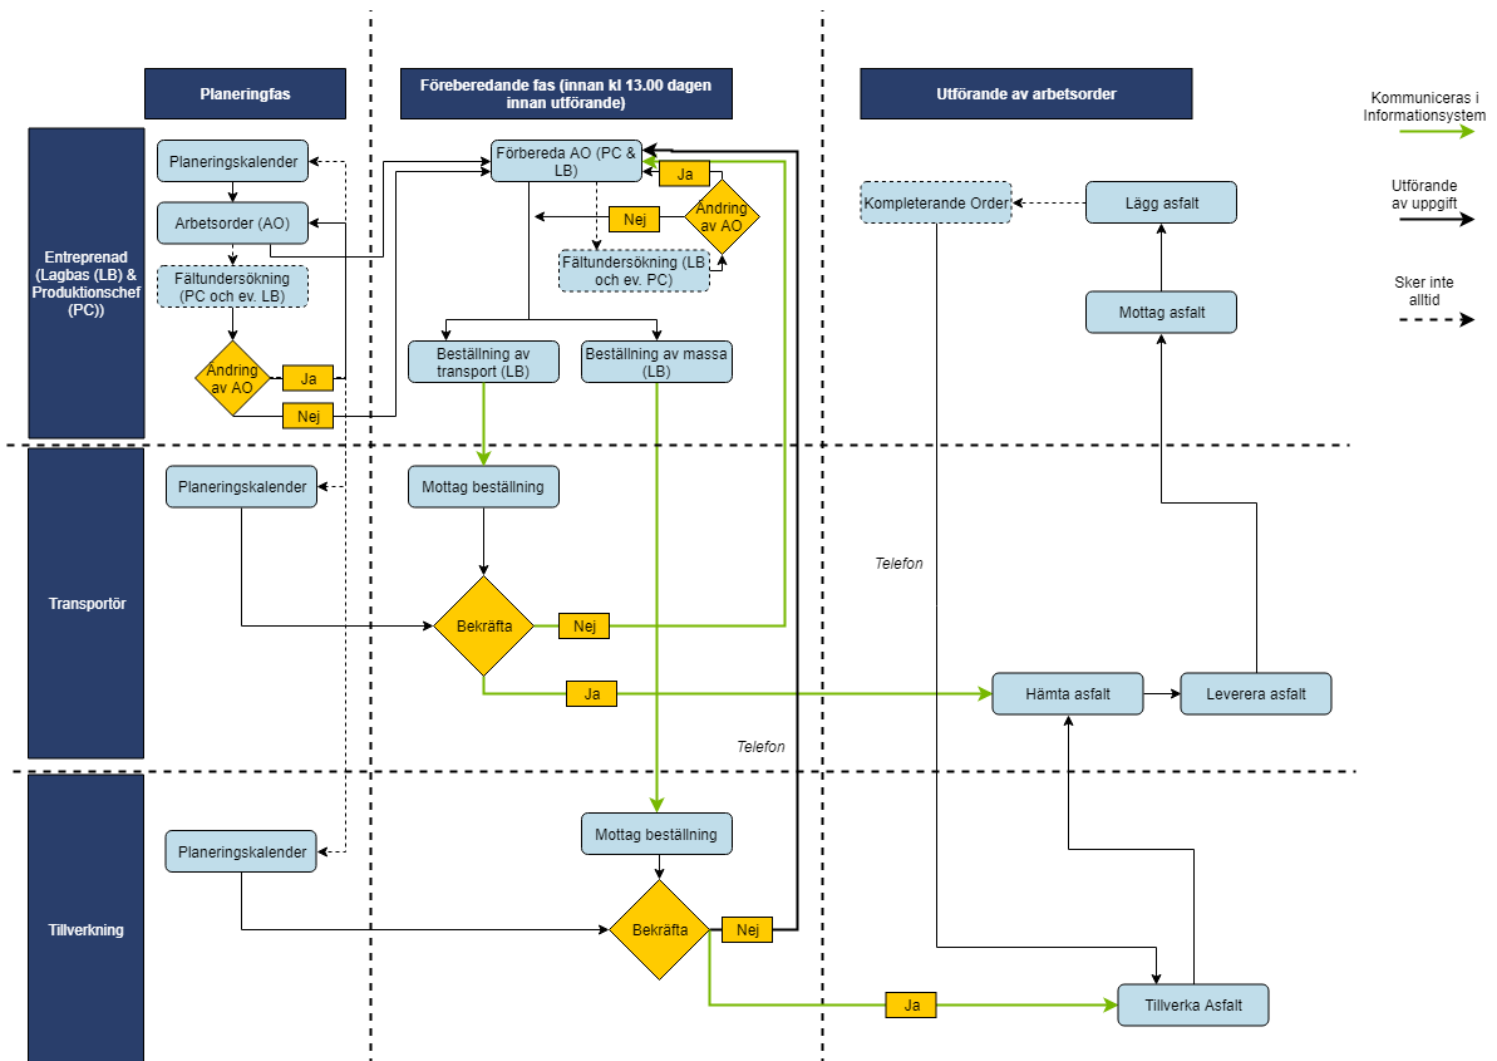 Planeringfas
Föreberedande fas (innan kl 13.00 dagen
innan utförande)
Utförande av arbetsorder
Kommuniceras i
Informationsystem
Utförande
av uppgift
Sker inte
alltid
Entreprenad
(Lagbas (LB) &
Produktionschef
(PC))
Planeringskalender
Arbetsorder (AO)
Fältundersökning
(PC och ev. LB)
Ändring
av AO
Ja
Nej
Förbereda AO (PC &
LB)
Ja
Nej
Ändring
av AO
Fältundersökning (LB
och ev. PC)
Beställning av
transport (LB)
Beställning av massa
(LB)
Kompleterande Order
Lägg asfalt
Mottag asfalt
Transportör
Planeringskalender
Mottag beställning
Bekräfta
Nej
Ja
Telefon
Telefon
Hämta asfalt
Leverera asfalt
Tillverkning
Planeringskalender
Mottag beställning
Bekräfta
Nej
Ja
Tillverka Asfalt